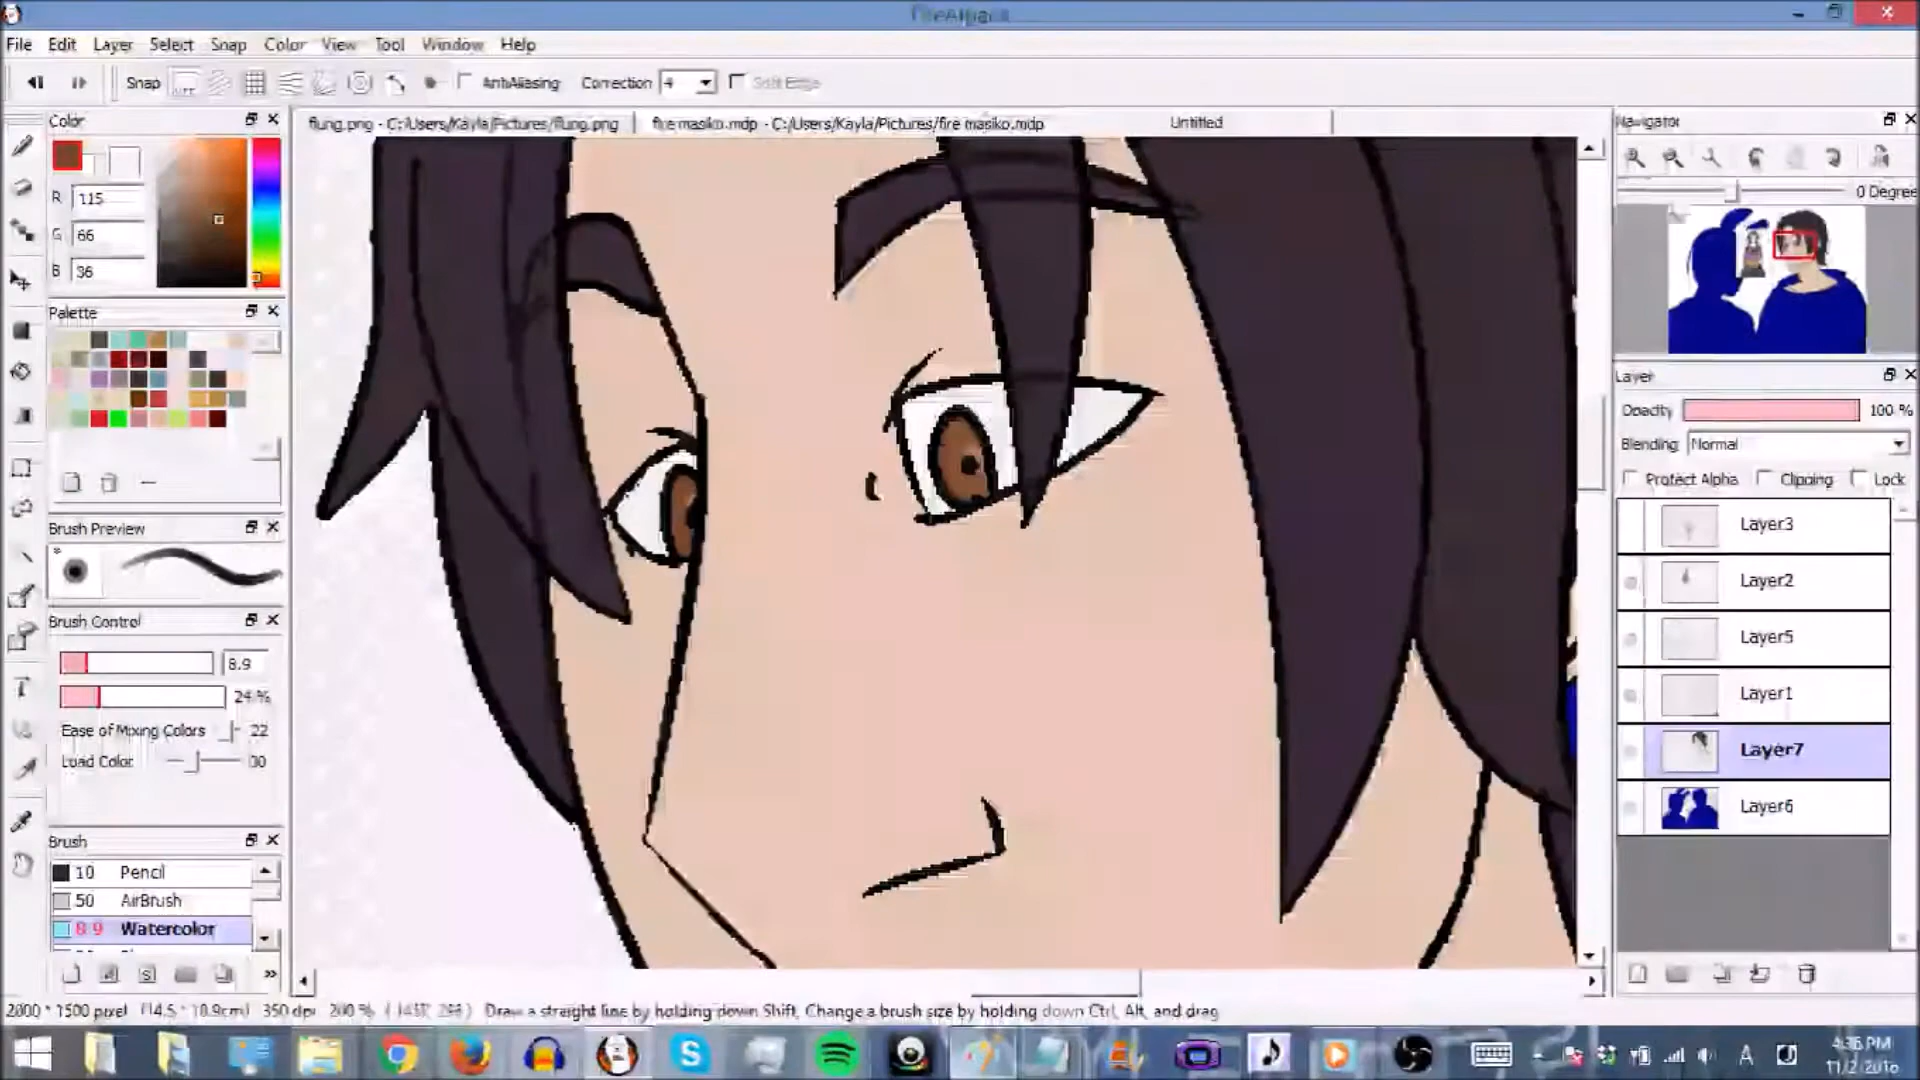 FireAlpaca
File Edit Layer Select Snap Color View Tool Window Help
Snap AntiAliasing Correction 4 Soft Edge
Color
flung.png - C:/Users/Kayla/Pictures/flung.png
fire masiko.mdp - C:/Users/Kayla/Pictures/fire masiko.mdp
Untitled
Navigator
R 115
G 66
B 36
0 Degree
Palette
Layer
Opacity 100 %
Blending Normal
Protect Alpha Clipping Lock
Layer3
Layer2
Layer5
Layer1
Layer7
Layer6
Brush Preview
Brush Control
8.9
24 %
Ease of Mixing Colors 22
Load Color
Brush
10 Pencil
50 AirBrush
8.9 Watercolor
2000 * 1500 pixel 350 dpi 200 % Draw a straight line by holding down Shift, Change a brush size by holding down Ctrl, Alt, and drag
A
4:36 PM